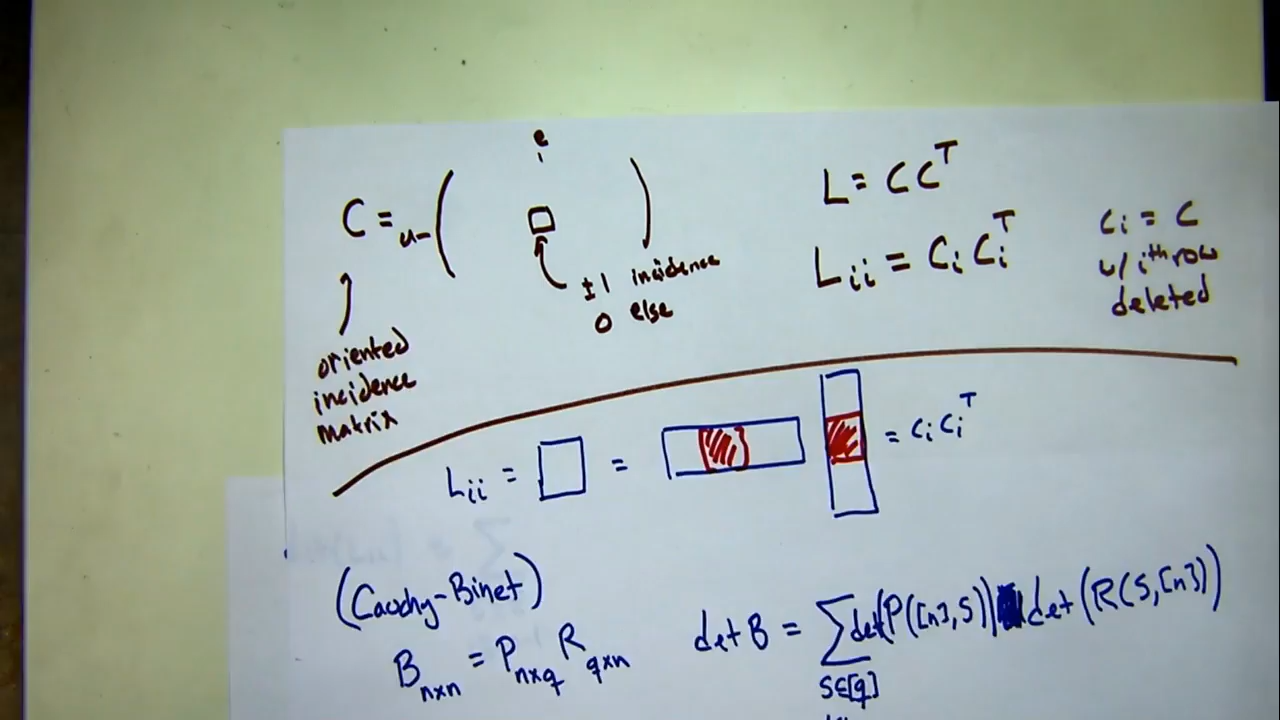 e
C = u- ( )
±1 incidence
0 else
oriented
incidence
matrix
L = CC^T
L_ii = C_i C_i^T
C_i = C
w/ ith row
deleted
L_ii = □ = = C_i C_i^T
(Cauchy-Binet)
B_nxn = P_nxq R_qxn
det B = ∑ det(P([n],S)) det(R(S,[n]))
S∈[q]